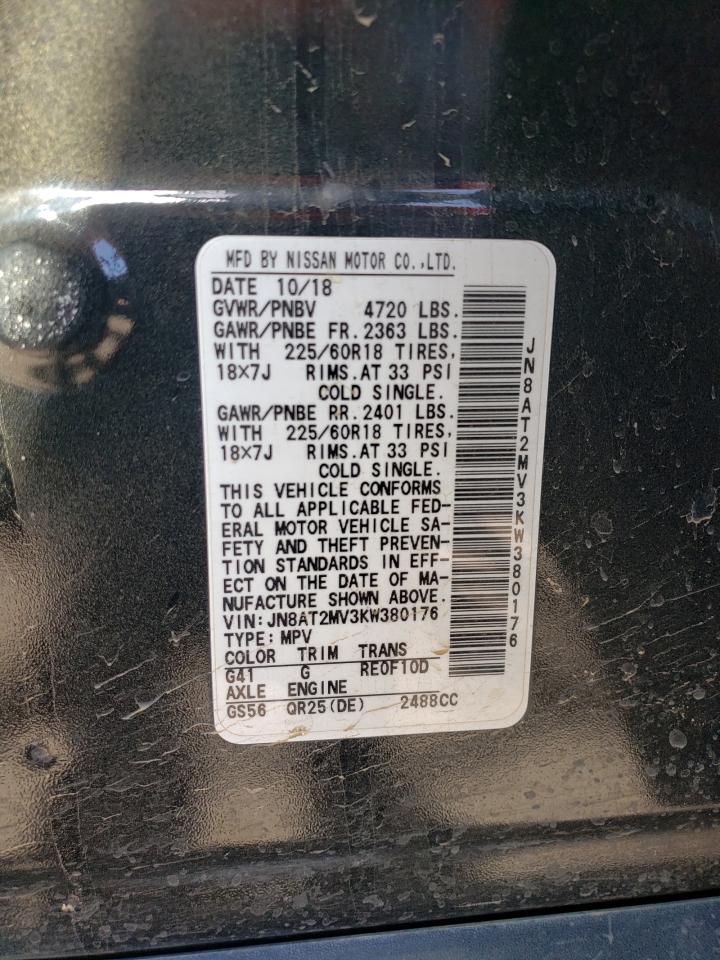 MFD BY NISSAN MOTOR CO.,LTD.
DATE 10/18
GVWR/PNBV 4720 LBS.
GAWR/PNBE FR.2363 LBS.
WITH 225/60R18 TIRES,
18×7J RIMS.AT 33 PSI
COLD SINGLE.
GAWR/PNBE RR.2401 LBS.
WITH 225/60R18 TIRES,
18×7J RIMS.AT 33 PSI
COLD SINGLE.
THIS VEHICLE CONFORMS
TO ALL APPLICABLE FED-
ERAL MOTOR VEHICLE SA-
FETY AND THEFT PREVEN-
TION STANDARDS IN EFF-
ECT ON THE DATE OF MA-
NUFACTURE SHOWN ABOVE.
VIN:JN8AT2MV3KW380176
TYPE:MPV
COLOR TRIM TRANS
G41 G RE0F10D
AXLE ENGINE
GS56 QR25(DE) 2488CC
JN8AT2MV3KW380176